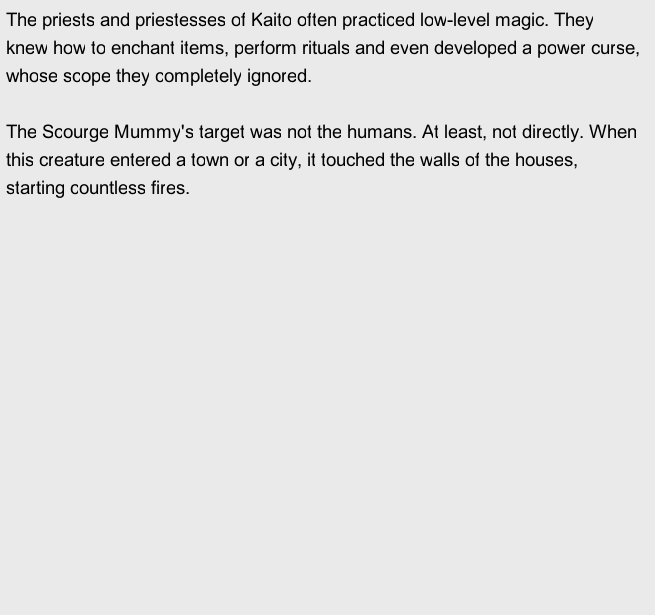 The priests and priestesses of Kaito often practiced low-level magic. They
knew how to enchant items, perform rituals and even developed a power curse,
whose scope they completely ignored.
The Scourge Mummy's target was not the humans. At least, not directly. When
this creature entered a town or a city, it touched the walls of the houses,
starting countless fires.